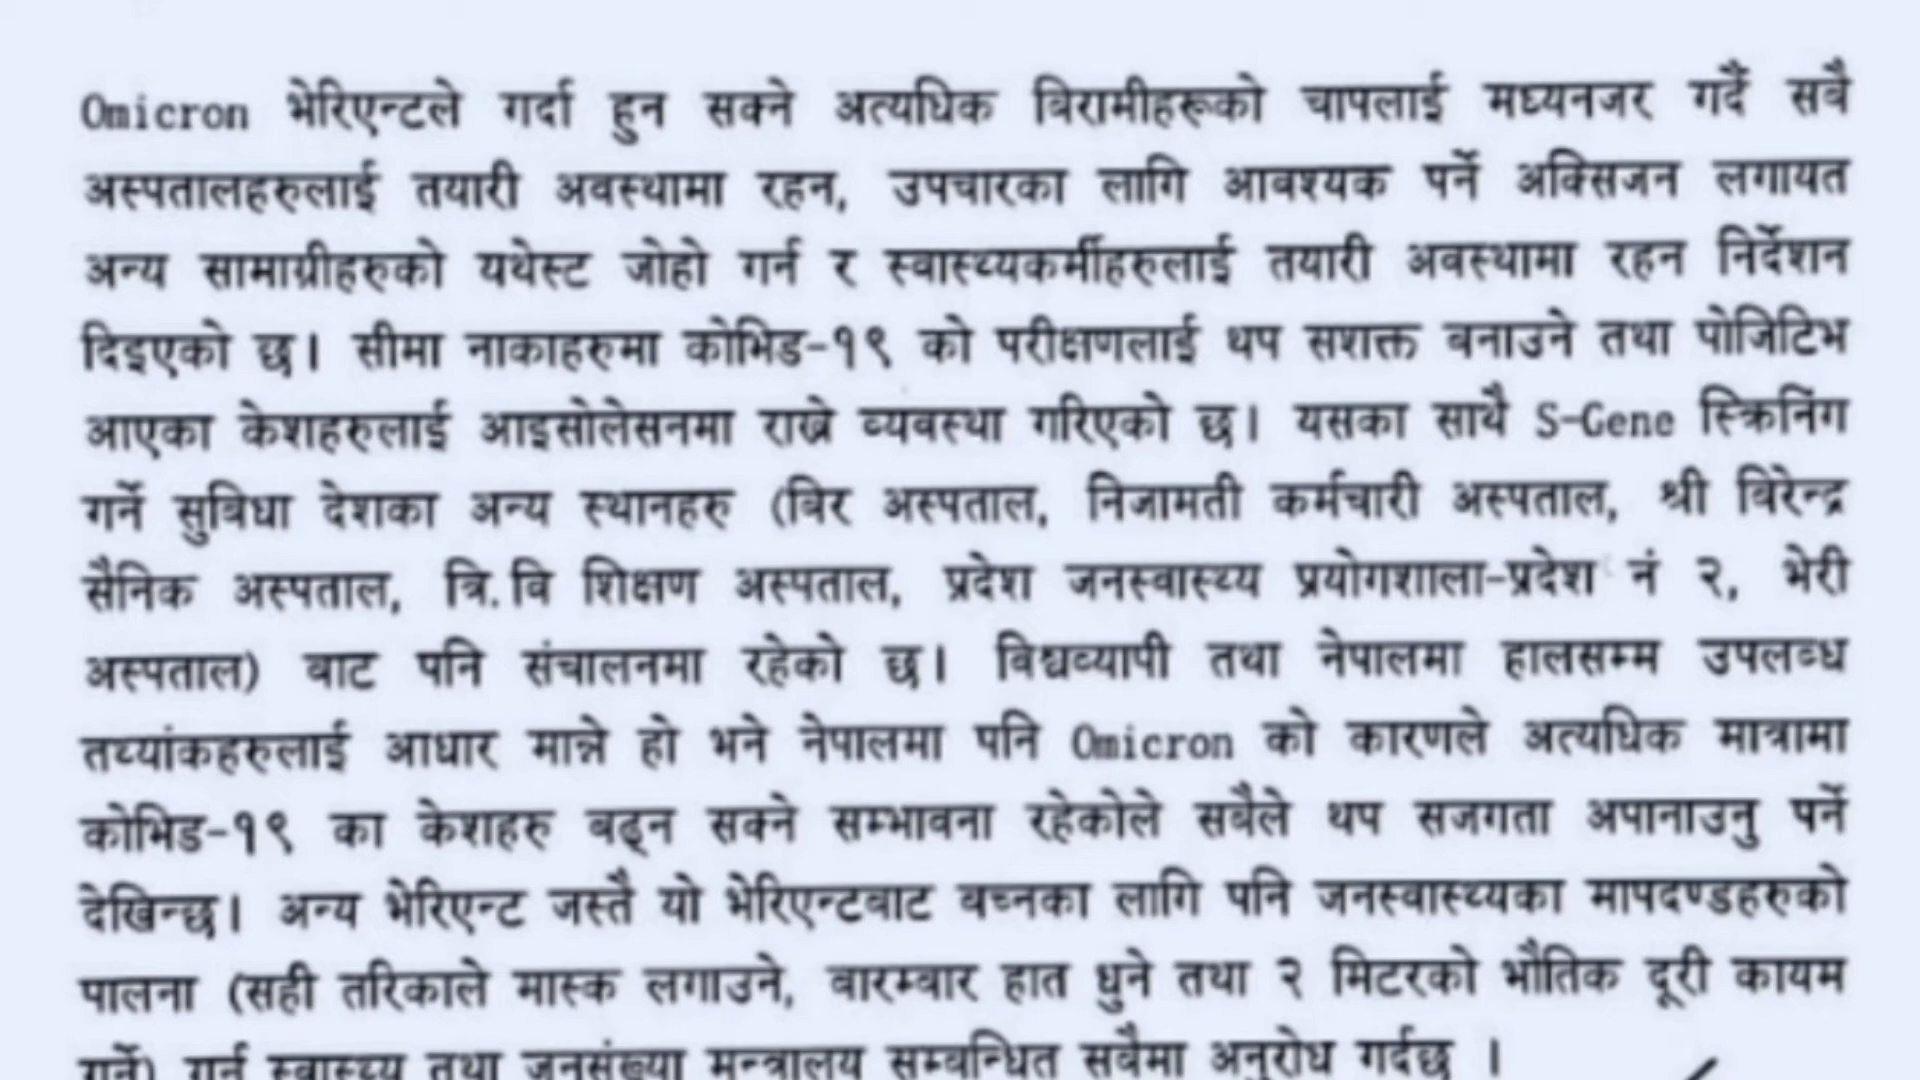 Omicron भेरिएन्टले गर्दा हुन सक्ने अत्यधिक बिरामीहरूको चापलाई मध्यनजर गर्दै सबै
अस्पतालहरुलाई तयारी अवस्थामा रहन, उपचारका लागि आवश्यक पर्ने अक्सिजन लगायत
अन्य सामाग्रीहरुको यथेस्ट जोहो गर्न र स्वास्थ्यकर्मीहरुलाई तयारी अवस्थामा रहन निर्देशन
दिइएको छ। सीमा नाकाहरुमा कोभिड-१९ को परीक्षणलाई थप सशक्त बनाउने तथा पोजिटिभ
आएका केशहरुलाई आइसोलेसनमा राख्ने व्यवस्था गरिएको छ। यसका साथै S-Gene स्क्रिनिंग
गर्ने सुबिधा देशका अन्य स्थानहरु (बिर अस्पताल, निजामती कर्मचारी अस्पताल, श्री बिरेन्द्र
सैनिक अस्पताल, त्रि.वि शिक्षण अस्पताल, प्रदेश जनस्वास्थ्य प्रयोगशाला-प्रदेश नं २, भेरी
अस्पताल) बाट पनि संचालनमा रहेको छ। विश्वव्यापी तथा नेपालमा हालसम्म उपलब्ध
तथ्यांकहरुलाई आधार मान्ने हो भने नेपालमा पनि Omicron को कारणले अत्यधिक मात्रामा
कोभिड-१९ का केशहरु बढ्न सक्ने सम्भावना रहेकोले सबैले थप सजगता अपानाउनु पर्ने
देखिन्छ। अन्य भेरिएन्ट जस्तै यो भेरिएन्टबाट बच्नका लागि पनि जनस्वास्थ्यका मापदण्डहरुको
पालना (सही तरिकाले मास्क लगाउने, बारम्बार हात धुने तथा २ मिटरको भौतिक दूरी कायम
गर्ने) गर्न स्वास्थ्य तथा जनसंख्या मन्त्रालय सम्बन्धित सबैमा अनुरोध गर्दछ ।